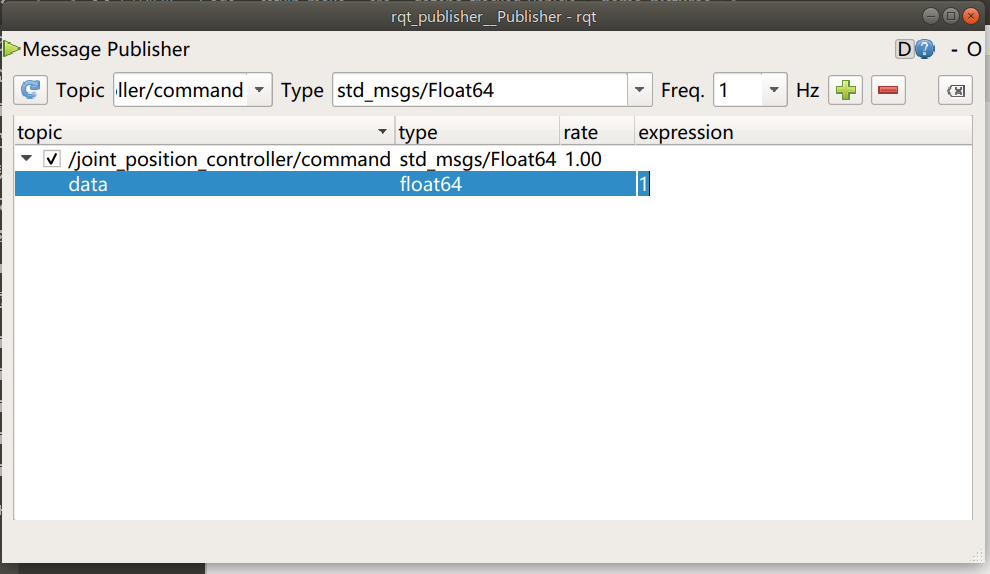 rqt_publisher__Publisher - rqt
Message Publisher D ? - O
Topic ller/command Type std_msgs/Float64 Freq. 1 Hz
topic type rate expression
/joint_position_controller/command std_msgs/Float64 1.00
data float64 1